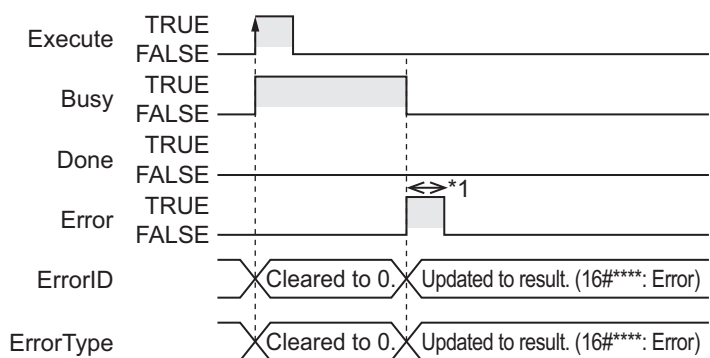 Execute TRUE
FALSE
Busy TRUE
FALSE
Done TRUE
FALSE
*1
Error TRUE
FALSE
ErrorID Cleared to 0. Updated to result. (16#****: Error)
ErrorType Cleared to 0. Updated to result. (16#****: Error)